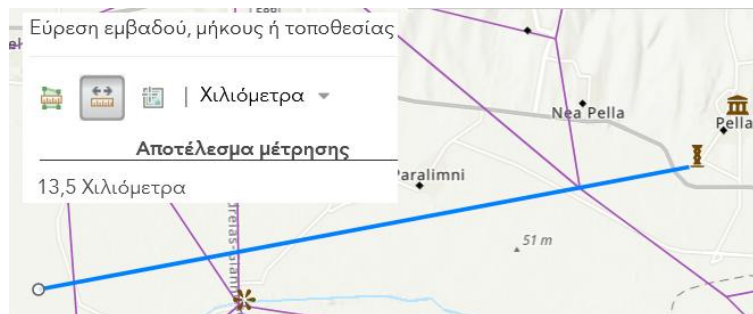 Εύρεση εμβαδού, μήκους ή τοποθεσίας
| Χιλιόμετρα
Αποτέλεσμα μέτρησης
13,5 Χιλιόμετρα
Nea Pella
Pella
Paralimni
51 m